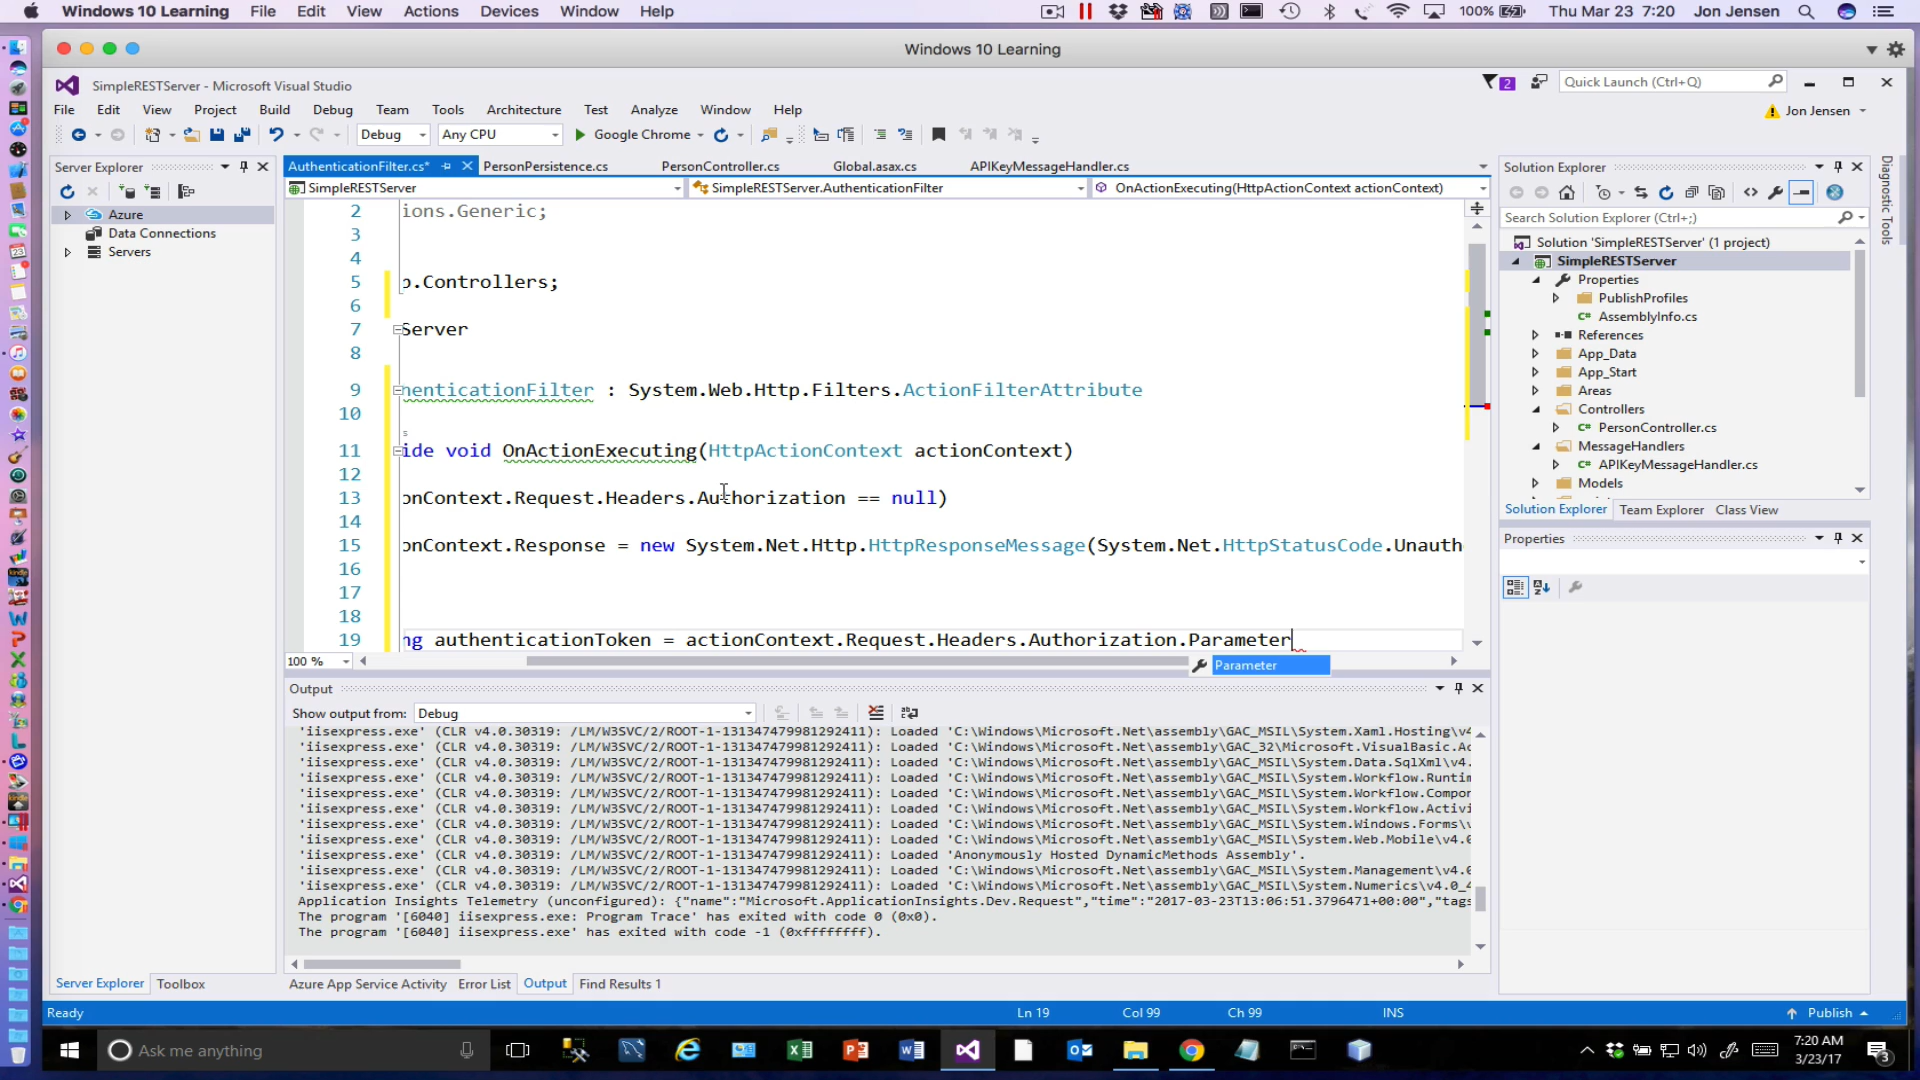 Windows 10 Learning File Edit View Actions Devices Window Help 100% Thu Mar 23 7:20 Jon Jensen
Windows 10 Learning
SimpleRESTServer - Microsoft Visual Studio 2 Quick Launch (Ctrl+Q)
File Edit View Project Build Debug Team Tools Architecture Test Analyze Window Help Jon Jensen
Debug Any CPU Google Chrome
Server Explorer
Azure
Data Connections
Servers
AuthenticationFilter.cs* PersonPersistence.cs PersonController.cs Global.asax.cs APIKeyMessageHandler.cs
SimpleRESTServer SimpleRESTServer.AuthenticationFilter OnActionExecuting(HttpActionContext actionContext)
2 ions.Generic;
3
4
5 p.Controllers;
6
7 Server
8
9 henticationFilter : System.Web.Http.Filters.ActionFilterAttribute
10
11 ide void OnActionExecuting(HttpActionContext actionContext)
12
13 onContext.Request.Headers.Authorization == null)
14
15 onContext.Response = new System.Net.Http.HttpResponseMessage(System.Net.HttpStatusCode.Unauth
16
17
18
19 ng authenticationToken = actionContext.Request.Headers.Authorization.Parameter
100 %
Parameter
Output
Show output from: Debug
'iisexpress.exe' (CLR v4.0.30319: /LM/W3SVC/2/ROOT-1-131347479981292411): Loaded 'C:\Windows\Microsoft.Net\assembly\GAC_MSIL\System.Xaml.Hosting\v4
'iisexpress.exe' (CLR v4.0.30319: /LM/W3SVC/2/ROOT-1-131347479981292411): Loaded 'C:\Windows\Microsoft.Net\assembly\GAC_32\Microsoft.VisualBasic.Ac
'iisexpress.exe' (CLR v4.0.30319: /LM/W3SVC/2/ROOT-1-131347479981292411): Loaded 'C:\Windows\Microsoft.Net\assembly\GAC_MSIL\System.Data.SqlXml\v4.
'iisexpress.exe' (CLR v4.0.30319: /LM/W3SVC/2/ROOT-1-131347479981292411): Loaded 'C:\Windows\Microsoft.Net\assembly\GAC_MSIL\System.Workflow.Runtim
'iisexpress.exe' (CLR v4.0.30319: /LM/W3SVC/2/ROOT-1-131347479981292411): Loaded 'C:\Windows\Microsoft.Net\assembly\GAC_MSIL\System.Workflow.Compon
'iisexpress.exe' (CLR v4.0.30319: /LM/W3SVC/2/ROOT-1-131347479981292411): Loaded 'C:\Windows\Microsoft.Net\assembly\GAC_MSIL\System.Workflow.Activi
'iisexpress.exe' (CLR v4.0.30319: /LM/W3SVC/2/ROOT-1-131347479981292411): Loaded 'C:\Windows\Microsoft.Net\assembly\GAC_MSIL\System.Windows.Forms\v
'iisexpress.exe' (CLR v4.0.30319: /LM/W3SVC/2/ROOT-1-131347479981292411): Loaded 'C:\Windows\Microsoft.Net\assembly\GAC_MSIL\System.Web.Mobile\v4.0
'iisexpress.exe' (CLR v4.0.30319: /LM/W3SVC/2/ROOT-1-131347479981292411): Loaded 'Anonymously Hosted DynamicMethods Assembly'.
'iisexpress.exe' (CLR v4.0.30319: /LM/W3SVC/2/ROOT-1-131347479981292411): Loaded 'C:\Windows\Microsoft.Net\assembly\GAC_MSIL\System.Management\v4.0
'iisexpress.exe' (CLR v4.0.30319: /LM/W3SVC/2/ROOT-1-131347479981292411): Loaded 'C:\Windows\Microsoft.Net\assembly\GAC_MSIL\System.Numerics\v4.0_4
Application Insights Telemetry (unconfigured): {"name":"Microsoft.ApplicationInsights.Dev.Request","time":"2017-03-23T13:06:51.3796471+00:00","tags
The program '[6040] iisexpress.exe: Program Trace' has exited with code 0 (0x0).
The program '[6040] iisexpress.exe' has exited with code -1 (0xffffffff).
Server Explorer Toolbox
Azure App Service Activity Error List Output Find Results 1
Solution Explorer
Search Solution Explorer (Ctrl+;)
Solution 'SimpleRESTServer' (1 project)
SimpleRESTServer
Properties
PublishProfiles
AssemblyInfo.cs
References
App_Data
App_Start
Areas
Controllers
PersonController.cs
MessageHandlers
APIKeyMessageHandler.cs
Models
Solution Explorer Team Explorer Class View
Properties
Diagnostic Tools
Ready Ln 19 Col 99 Ch 99 INS Publish
Ask me anything
7:20 AM
3/23/17
3